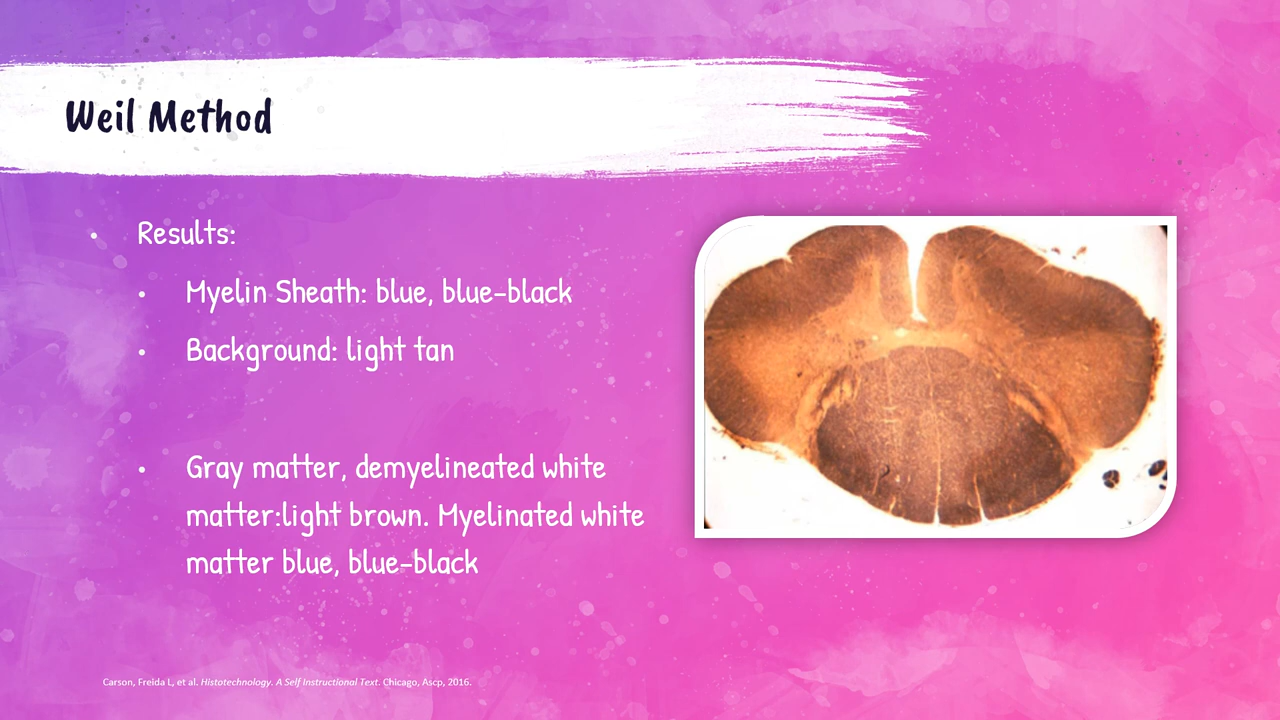 Weil Method
• Results:
• Myelin Sheath: blue, blue-black
• Background: light tan
• Gray matter, demyelineated white
matter:light brown. Myelinated white
matter blue, blue-black
Carson, Freida L, et al. Histotechnology. A Self Instructional Text. Chicago, Ascp, 2016.